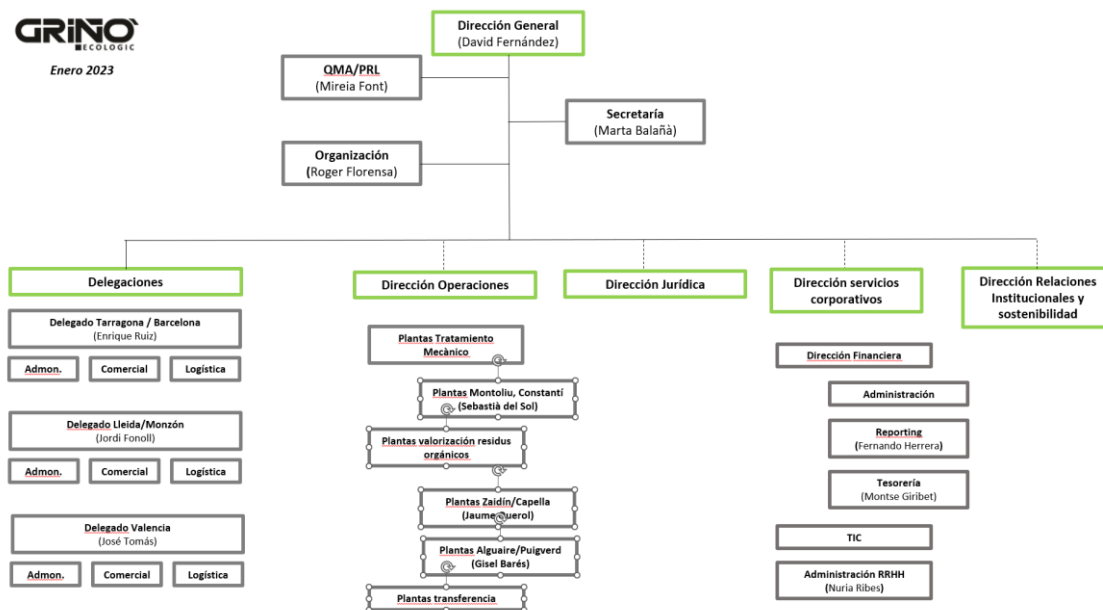 GRIÑÓ
ECOLOGIC
Enero 2023
Dirección General
(David Fernández)
QMA/PRL
(Mireia Font)
Secretaría
(Marta Balañà)
Organización
(Roger Florensa)
Delegaciones
Dirección Operaciones
Dirección Jurídica
Dirección servicios
corporativos
Dirección Relaciones
Institucionales y
sostenibilidad
Delegado Tarragona / Barcelona
(Enrique Ruiz)
Admon.
Comercial
Logística
Delegado Lleida/Monzón
(Jordi Fonoll)
Admon.
Comercial
Logística
Delegado Valencia
(José Tomás)
Admon.
Comercial
Logística
Plantas Tratamiento
Mecànico
Plantas Montoliu, Constantí
(Sebastià del Sol)
Plantas valorización residus
orgánicos
Plantas Zaidín/Capella
(Jaume Querol)
Plantas Alguaire/Puigverd
(Gisel Barés)
Plantas transferencia
Dirección Financiera
Administración
Reporting
(Fernando Herrera)
Tesorería
(Montse Giribet)
TIC
Administración RRHH
(Nuria Ribes)